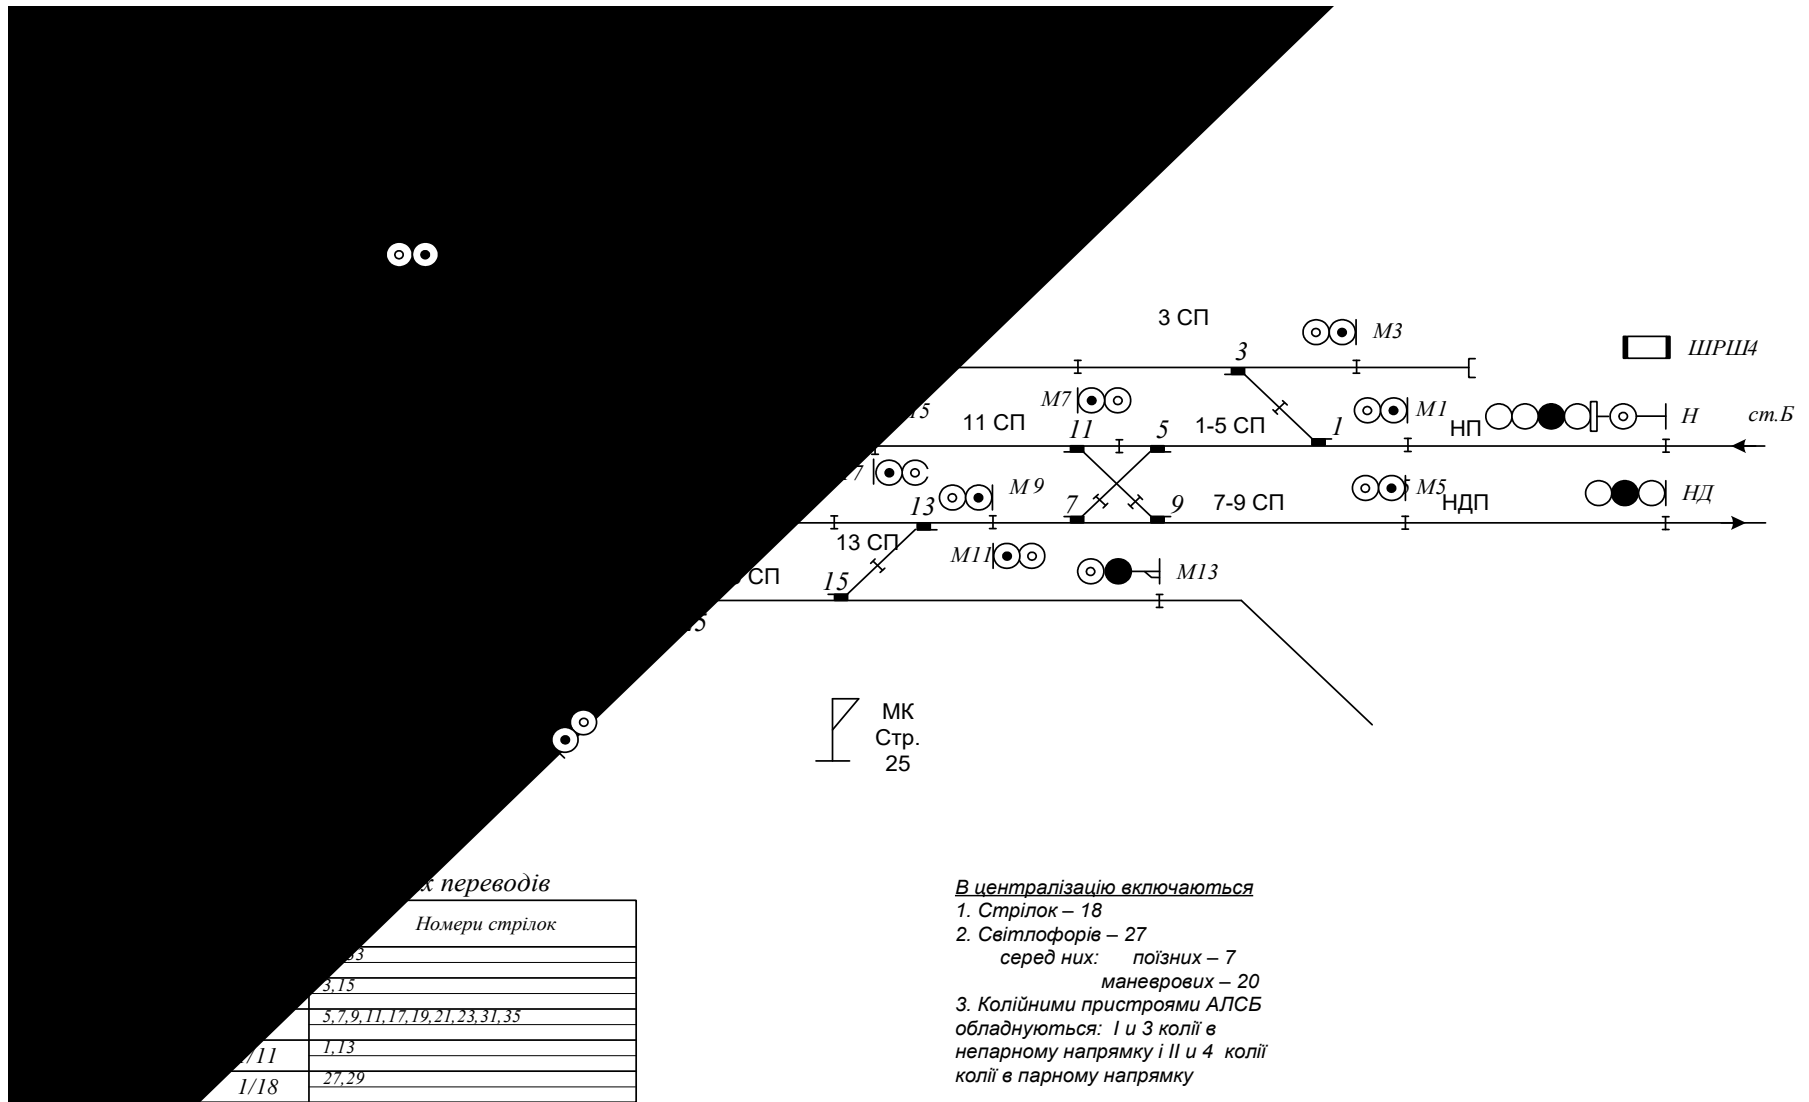 3 СП
М3
ШРШ4
3
М7
М1
Н
ст.Б
11 СП
11
5
1-5 СП
1
НП
М9
М5
НД
13
7
9
7-9 СП
НДП
13 СП
М11
М13
СП
15
МК
Стр.
25
переводів
Номери стрілок
3,15
5,7,9,11,17,19,21,23,31,35
1,13
1/18
27,29
В централізацію включаються
1. Стрілок – 18
2. Світлофорів – 27
серед них: поїзних – 7
маневрових – 20
3. Колійними пристроями АЛСБ
обладнуються: І и 3 колії в
непарному напрямку і ІІ и 4 колії
колії в парному напрямку